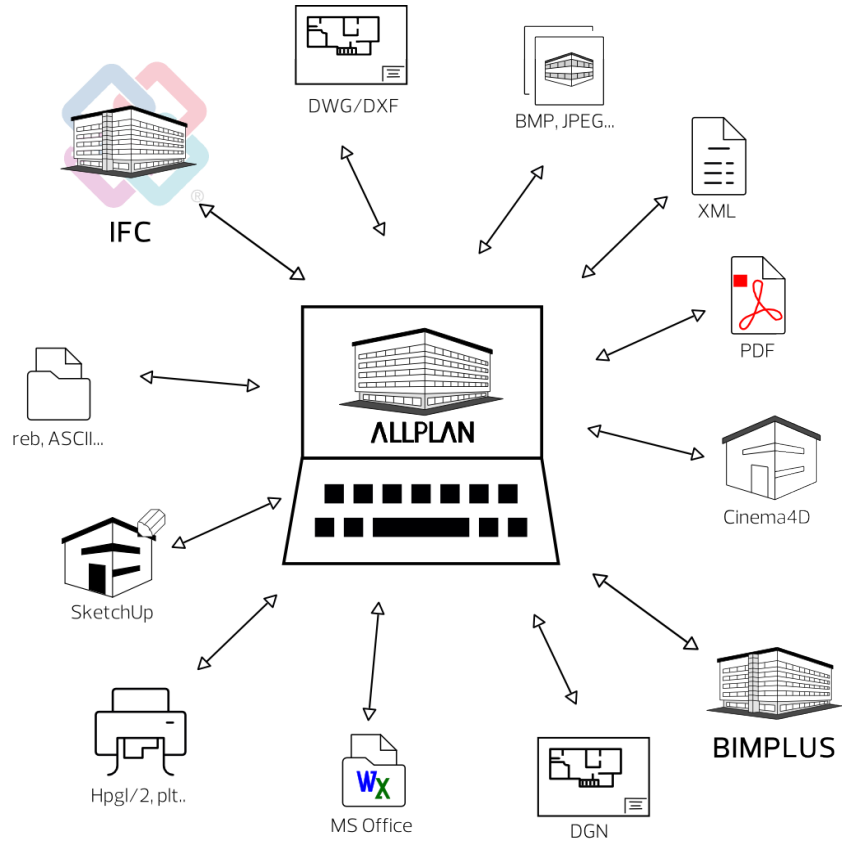 DWG/DXF
BMP, JPEG...
®
IFC
XML
PDF
ALLPLAN
reb, ASCII...
Cinema4D
SketchUp
BIMPLUS
Hpgl/2, plt..
WX
MS Office
DGN